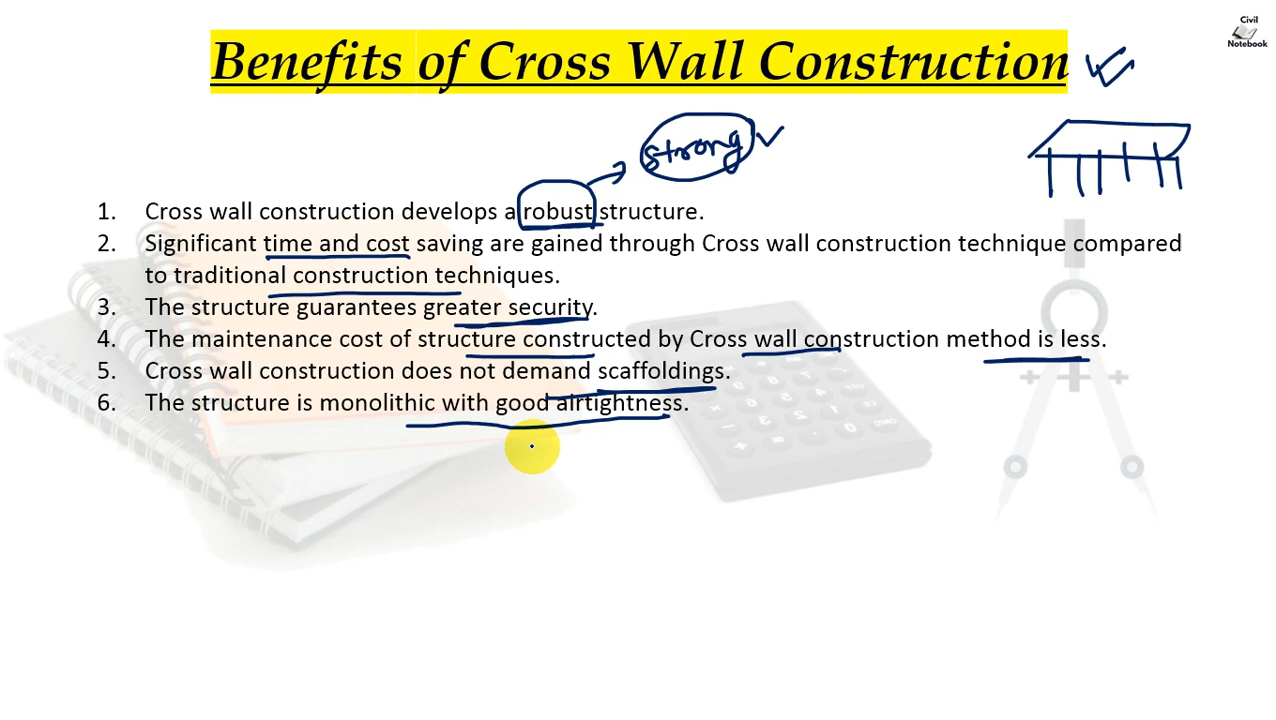 Civil
Notebook
Benefits of Cross Wall Construction
strong
1. Cross wall construction develops a robust structure.
2. Significant time and cost saving are gained through Cross wall construction technique compared
to traditional construction techniques.
3. The structure guarantees greater security.
4. The maintenance cost of structure constructed by Cross wall construction method is less.
5. Cross wall construction does not demand scaffoldings.
6. The structure is monolithic with good airtightness.